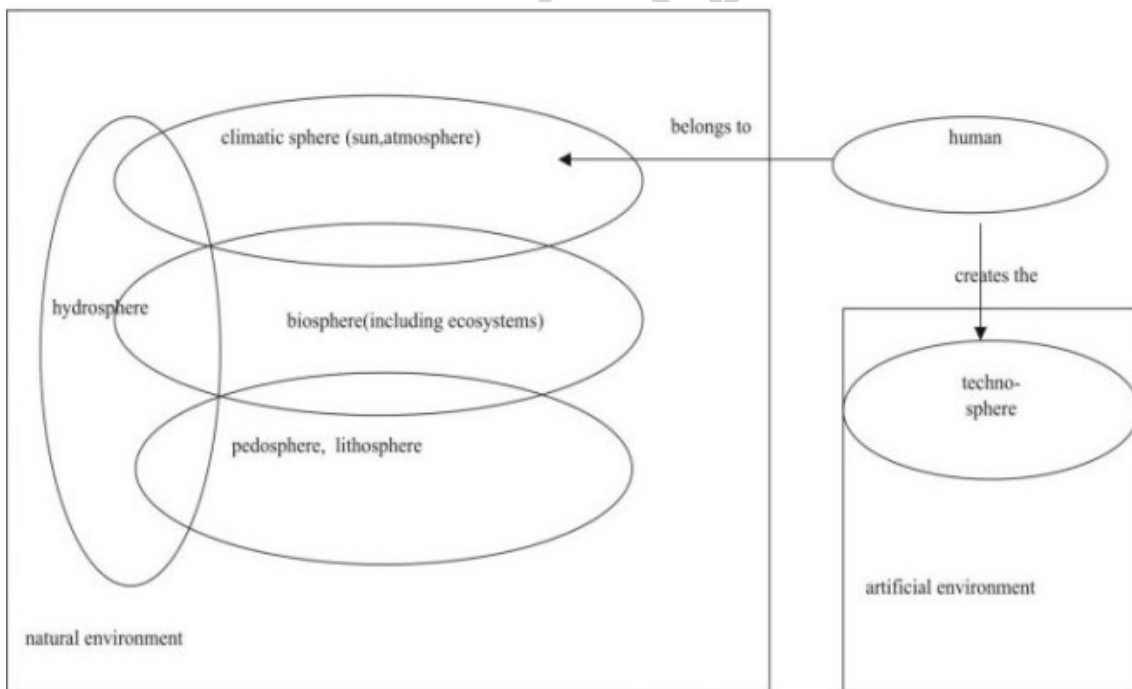 climatic sphere (sun,atmosphere)
belongs to
human
hydrosphere
biosphere(including ecosystems)
creates the
techno-
sphere
pedosphere, lithosphere
artificial environment
natural environment